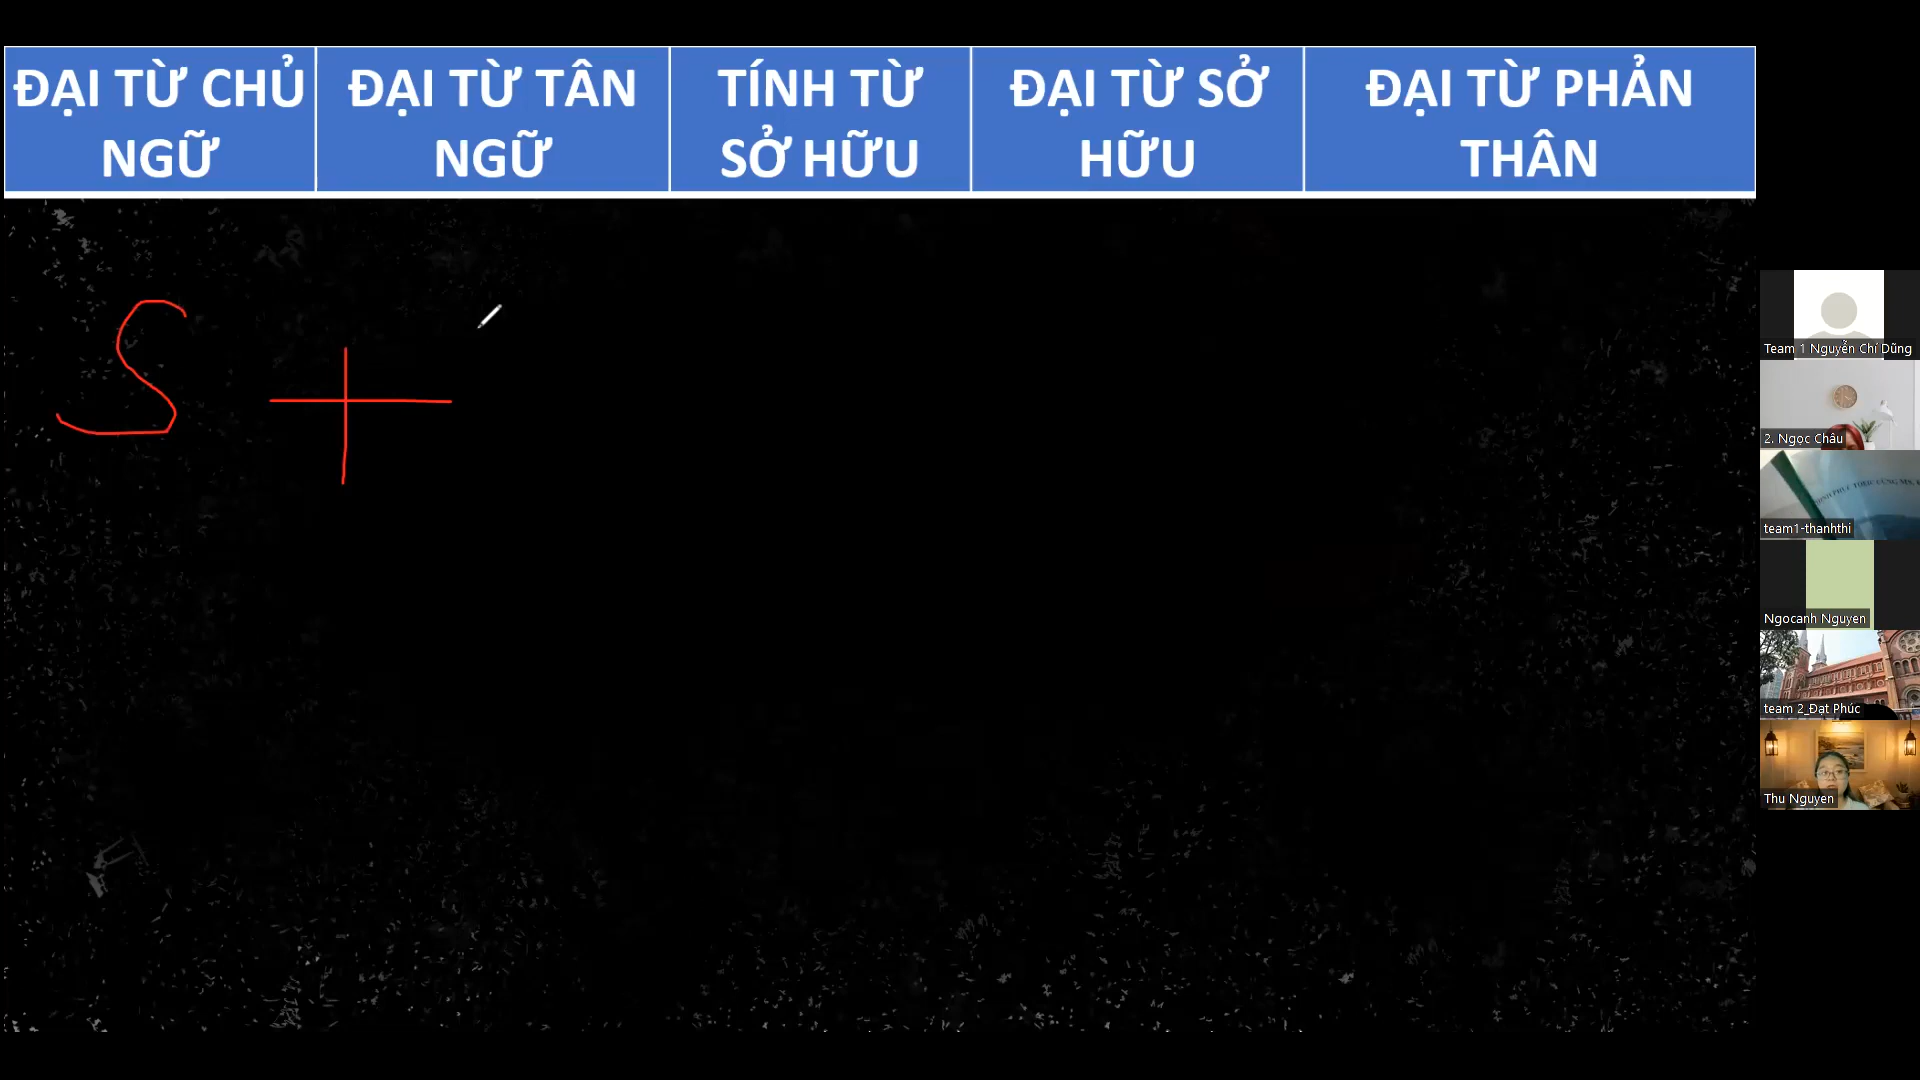 ĐẠI TỪ CHỦ
NGỮ
ĐẠI TỪ TÂN
NGỮ
TÍNH TỪ
SỞ HỮU
ĐẠI TỪ SỞ
HỮU
ĐẠI TỪ PHẢN
THÂN
S +
Team 1 Nguyễn Chí Dũng
2. Ngọc Châu
team1-thanhthi
Ngocanh Nguyen
team 2_Đạt Phúc
Thu Nguyen